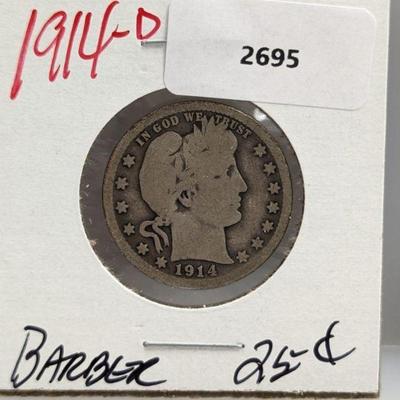 1914-D
2695
IN GOD WE TRUST
1914
BARBER 25¢